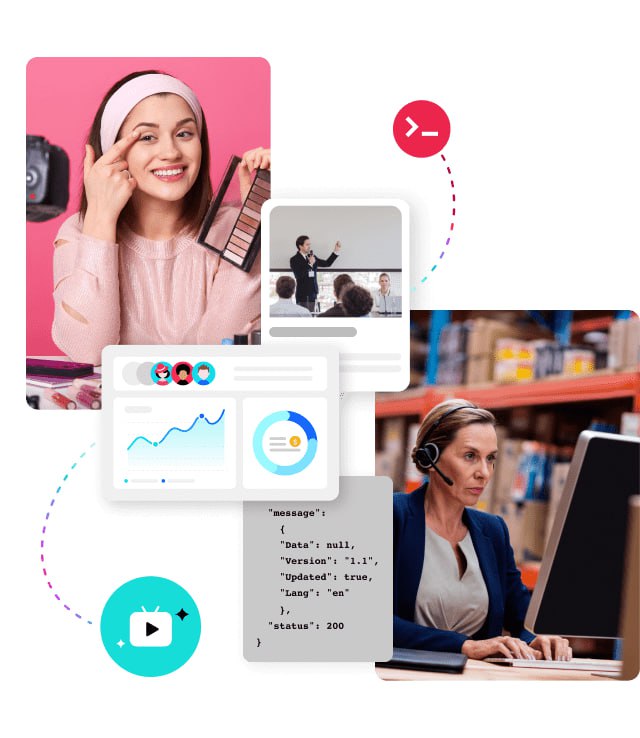 "message":
{
"Data": null,
"Version": "1.1",
"Updated": true,
"Lang": "en"
},
"status": 200
}